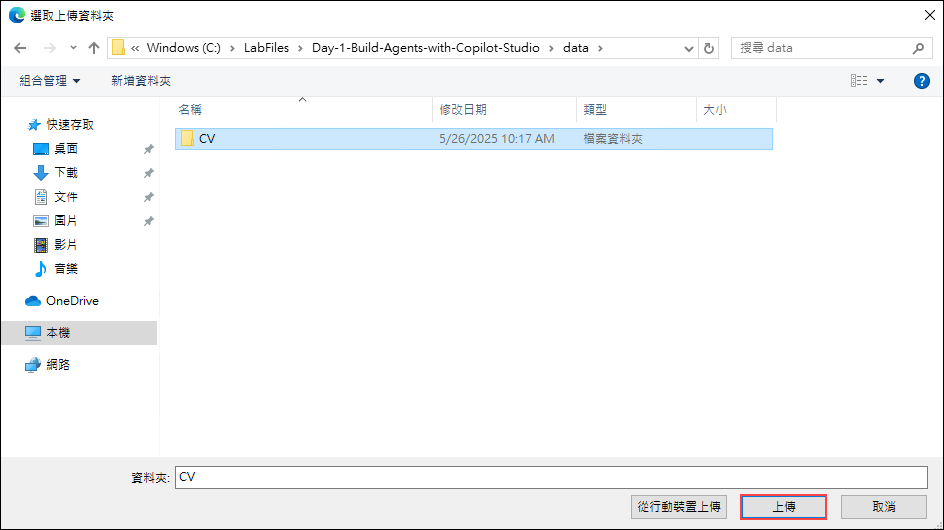 選取上傳資料夾
« Windows (C:) › LabFiles › Day-1-Build-Agents-with-Copilot-Studio › data ›
搜尋 data
組合管理 新增資料夾
名稱 修改日期 類型 大小
快速存取
桌面
下載
文件
圖片
影片
音樂
OneDrive
本機
網路
CV 5/26/2025 10:17 AM 檔案資料夾
資料夾: CV
從行動裝置上傳 上傳 取消